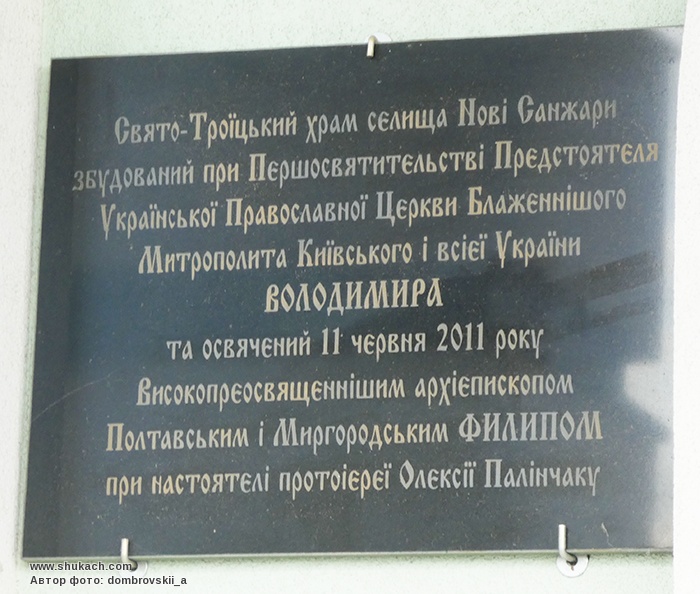 Свято-Троїцький храм селища Нові Санжари
збудований при Першосвятительстві Предстоятеля
Української Православної Церкви Блаженнішого
Митрополита Київського і всієї України
ВОЛОДИМИРА
та освячений 11 червня 2011 року
Високопреосвященнішим архієпископом
Полтавським і Миргородським ФИЛИПОМ
при настоятелі протоієреї Олексії Палінчаку
www.shukach.com
Автор фото: dombrovskii_a